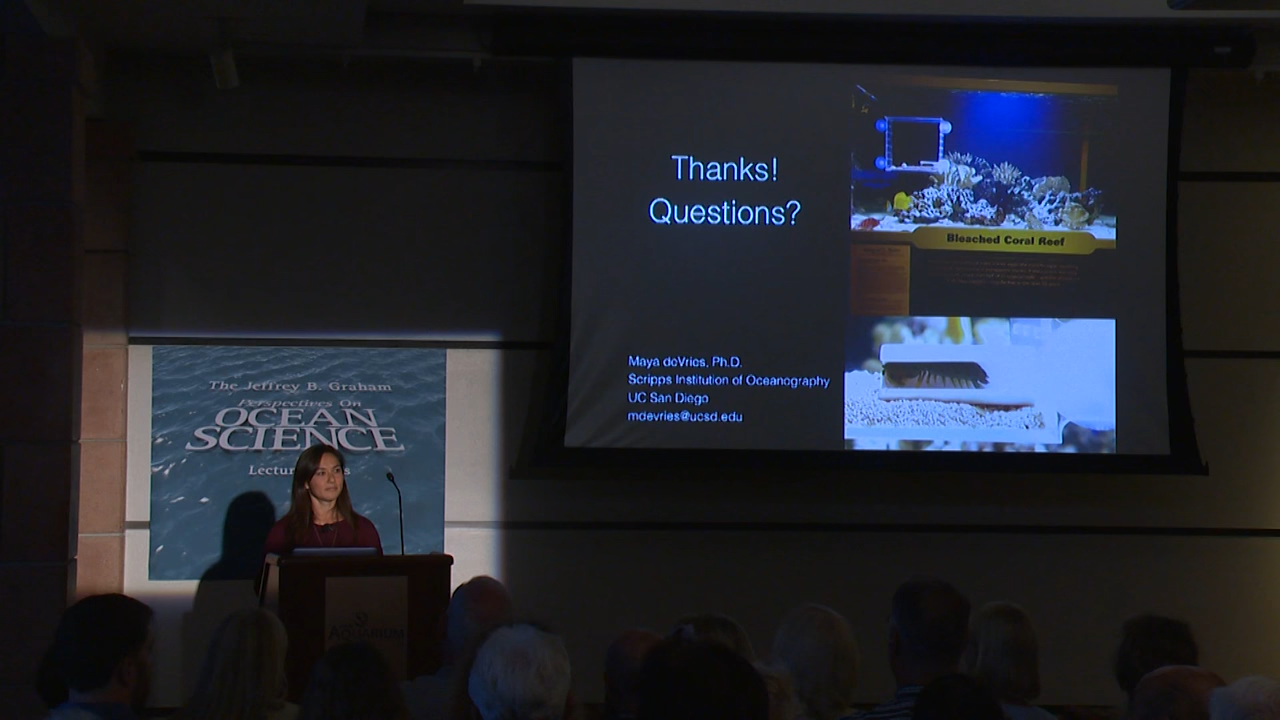 Thanks!
Questions?
Bleached Coral Reef
Maya deVries, Ph.D.
Scripps Institution of Oceanography
UC San Diego
mdevries@ucsd.edu
The Jeffrey B. Graham
Perspectives On
OCEAN
SCIENCE
AQUARIUM